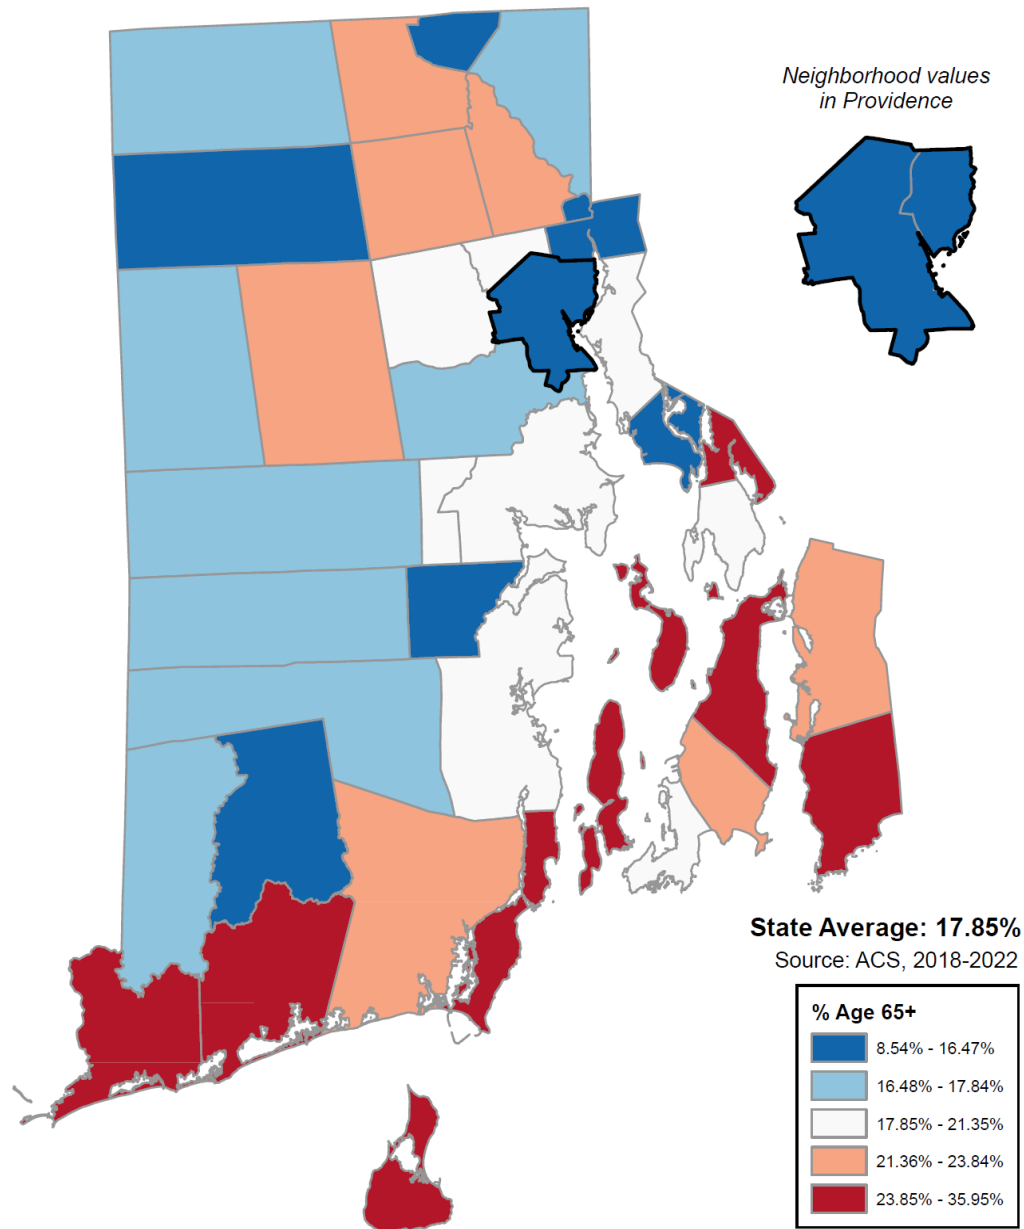 Neighborhood values
in Providence
State Average: 17.85%
Source: ACS, 2018-2022
% Age 65+
8.54% - 16.47%
16.48% - 17.84%
17.85% - 21.35%
21.36% - 23.84%
23.85% - 35.95%